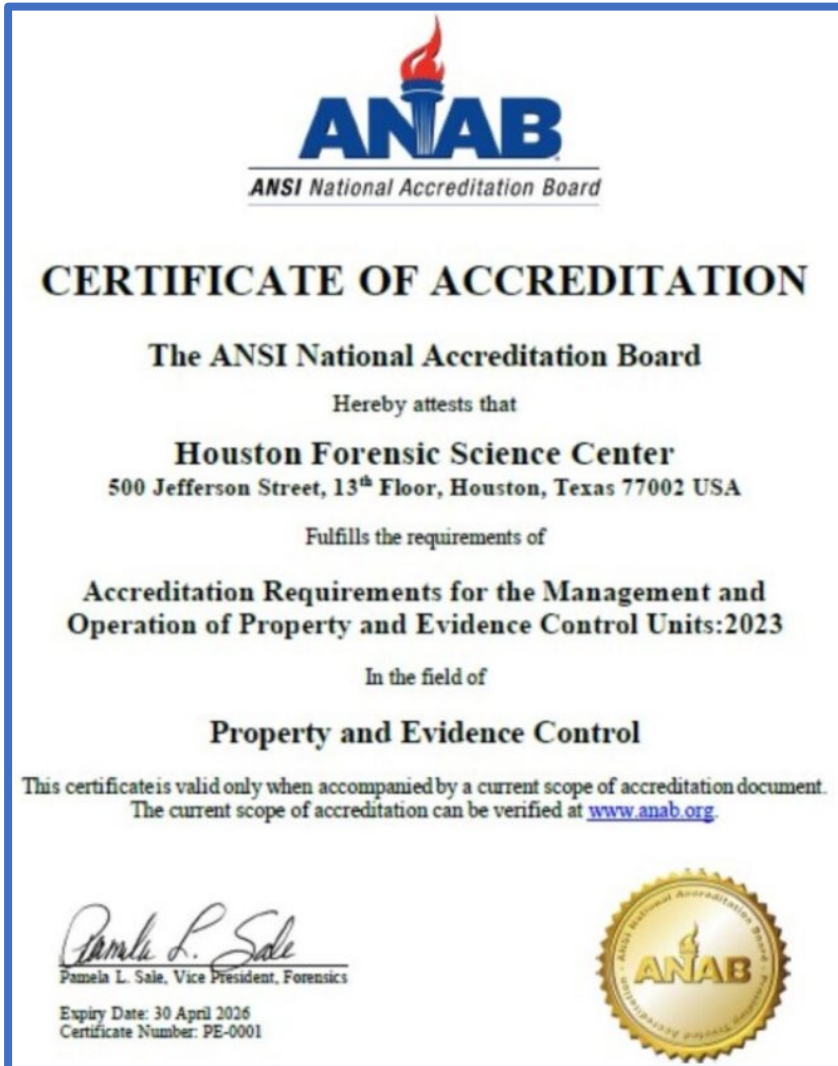 ANAB
ANSI National Accreditation Board
CERTIFICATE OF ACCREDITATION
The ANSI National Accreditation Board
Hereby attests that
Houston Forensic Science Center
500 Jefferson Street, 13th Floor, Houston, Texas 77002 USA
Fulfills the requirements of
Accreditation Requirements for the Management and
Operation of Property and Evidence Control Units:2023
In the field of
Property and Evidence Control
This certificate is valid only when accompanied by a current scope of accreditation document.
The current scope of accreditation can be verified at www.anab.org.
Pamela L. Sale
Pamela L. Sale, Vice President, Forensics
Expiry Date: 30 April 2026
Certificate Number: PE-0001
ANSI National Accreditation Board
ANAB